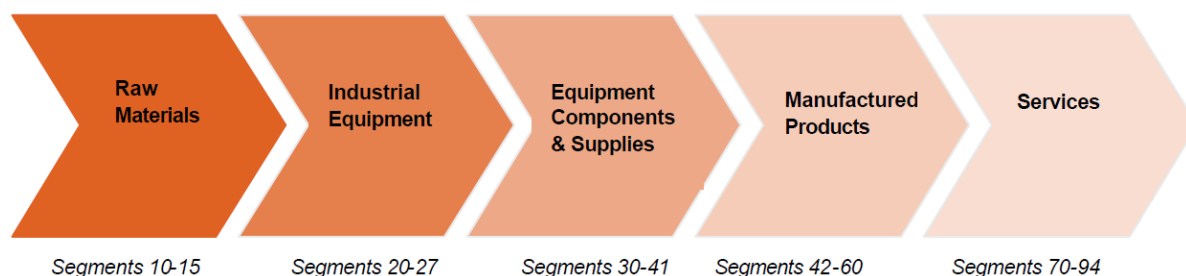 Raw
Materials
Industrial
Equipment
Equipment
Components
& Supplies
Manufactured
Products
Services
Segments 10-15
Segments 20-27
Segments 30-41
Segments 42-60
Segments 70-94